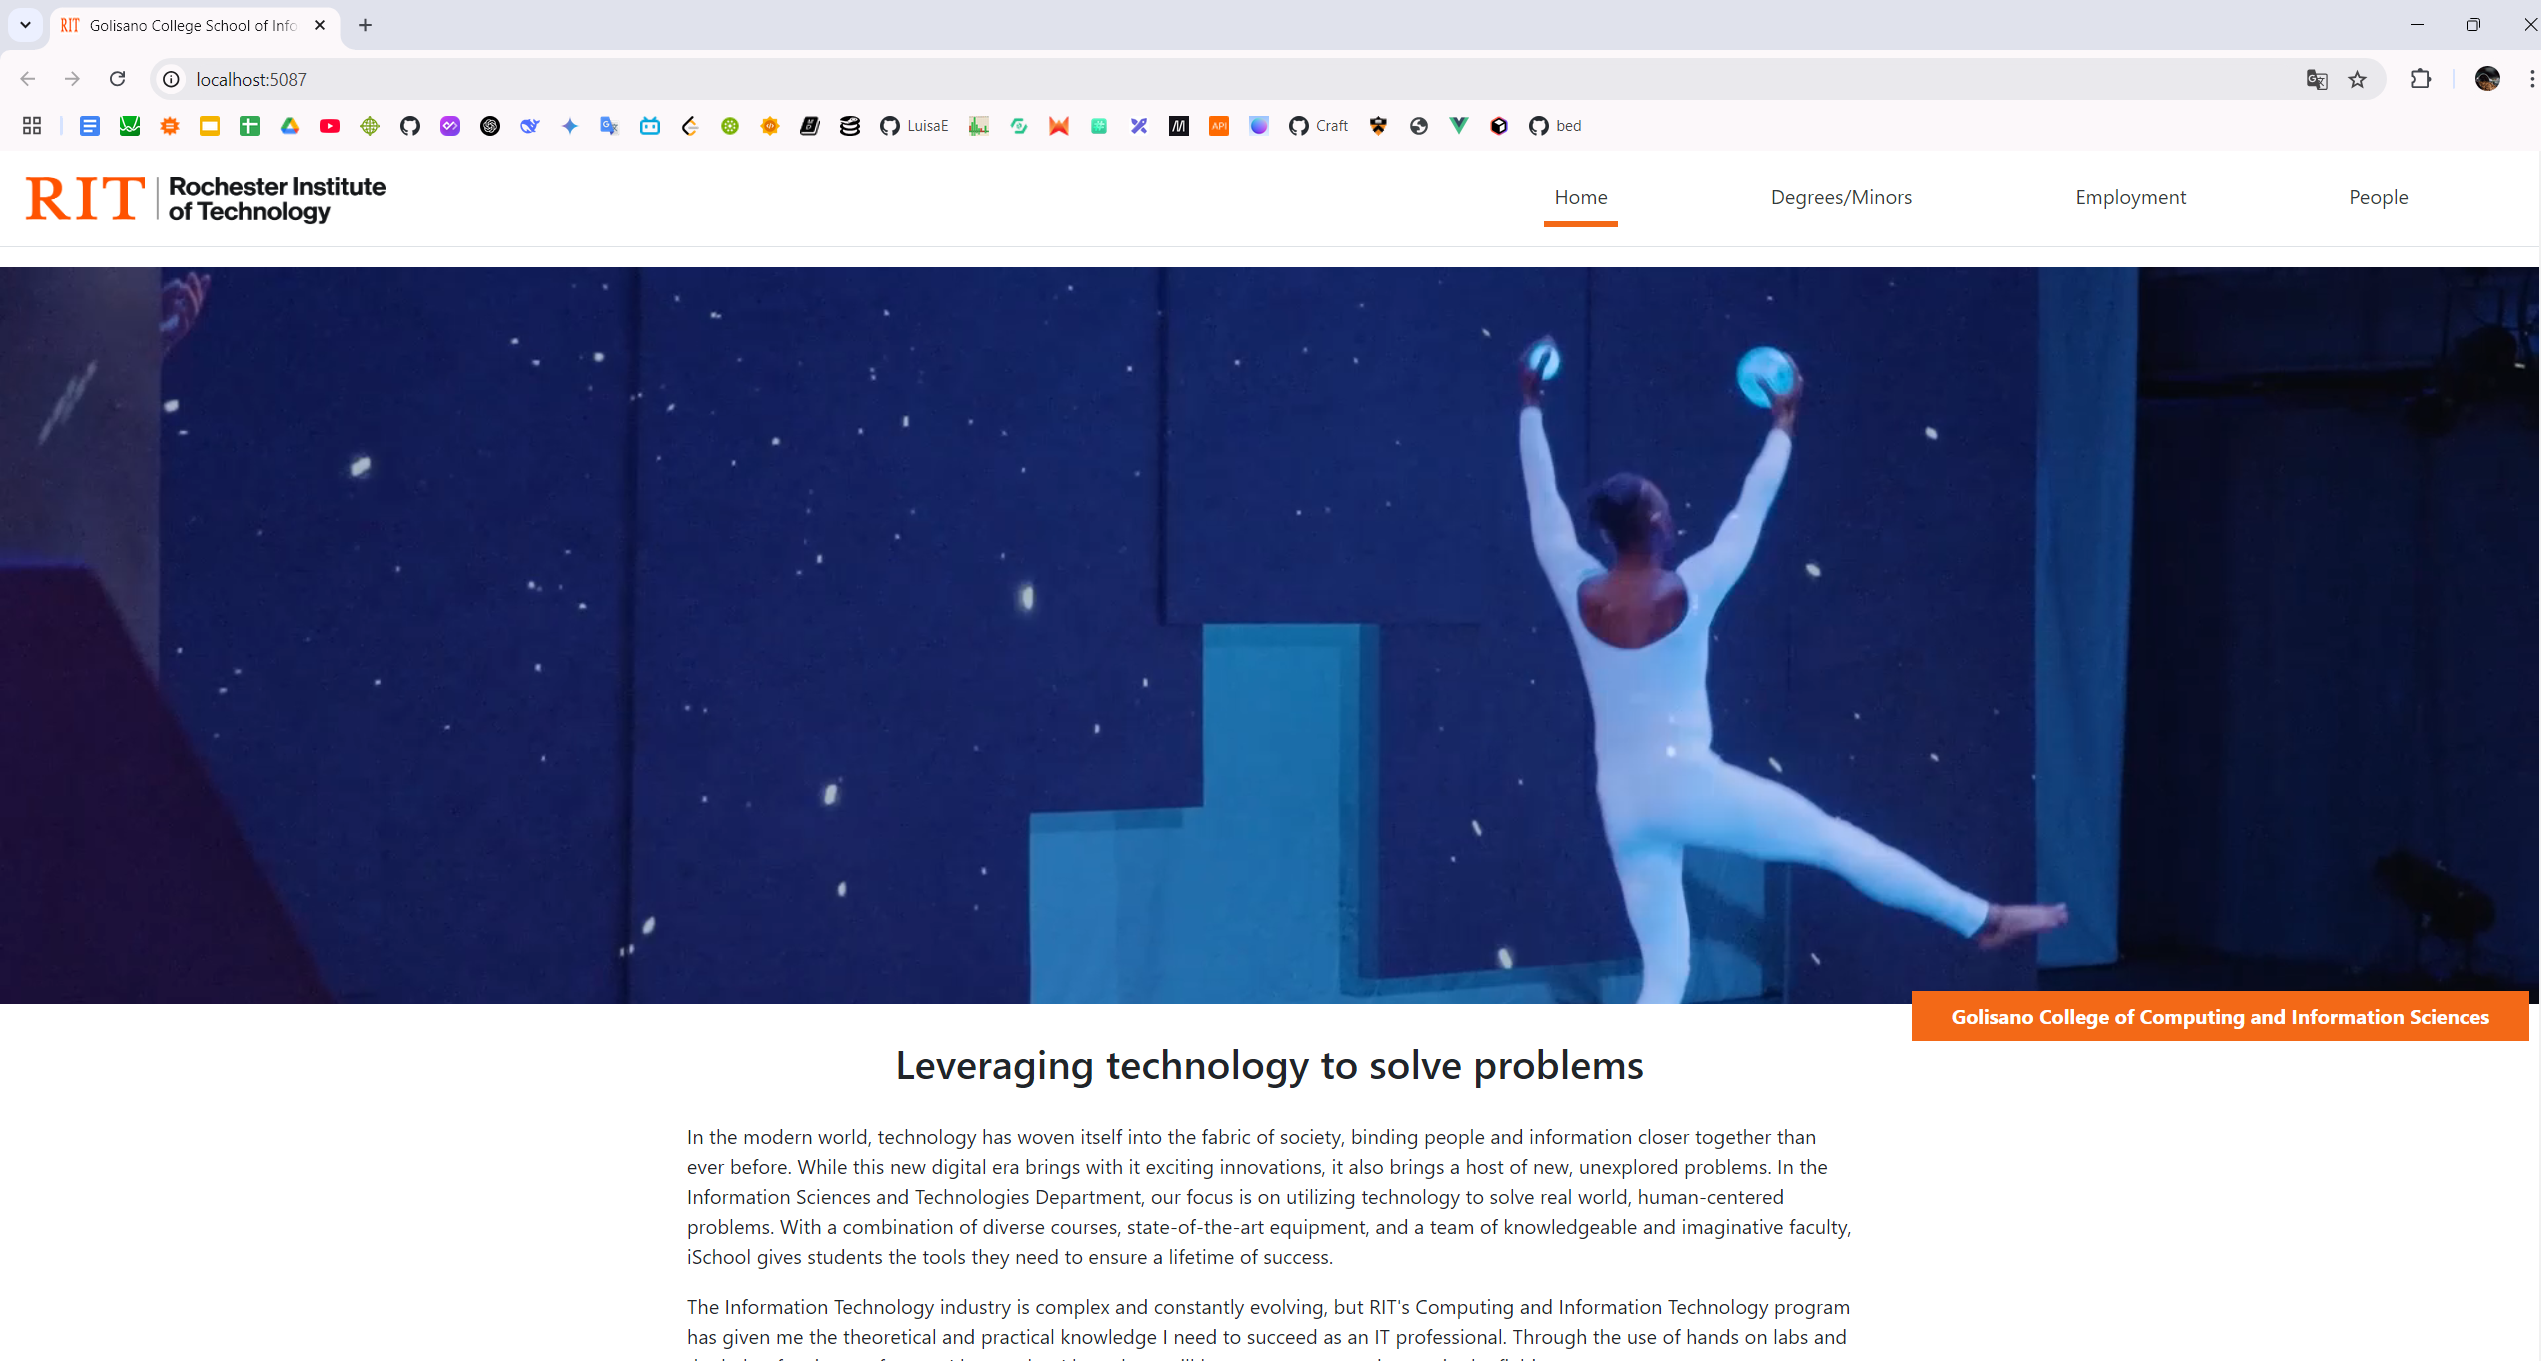 RIT Golisano College School of Info
localhost:5087
LuisaE
API
Craft
bed
RIT Rochester Institute
of Technology
Home Degrees/Minors Employment People
Golisano College of Computing and Information Sciences
Leveraging technology to solve problems
In the modern world, technology has woven itself into the fabric of society, binding people and information closer together than
ever before. While this new digital era brings with it exciting innovations, it also brings a host of new, unexplored problems. In the
Information Sciences and Technologies Department, our focus is on utilizing technology to solve real world, human-centered
problems. With a combination of diverse courses, state-of-the-art equipment, and a team of knowledgeable and imaginative faculty,
iSchool gives students the tools they need to ensure a lifetime of success.
The Information Technology industry is complex and constantly evolving, but RIT's Computing and Information Technology program
has given me the theoretical and practical knowledge I need to succeed as an IT professional. Through the use of hands on labs and